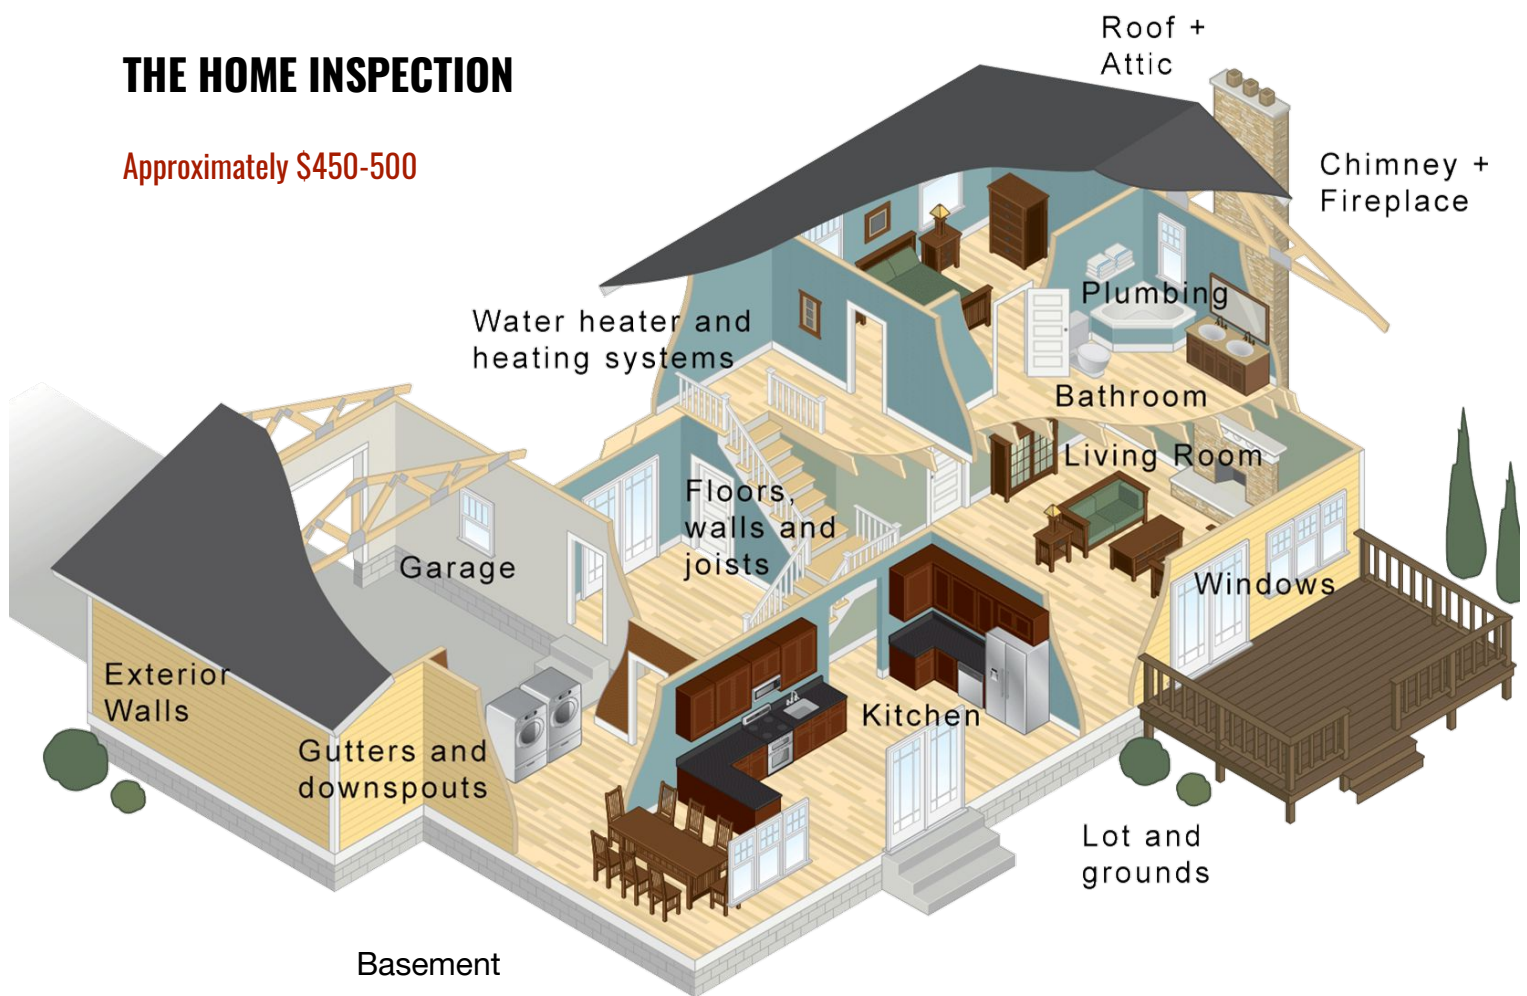 THE HOME INSPECTION
Approximately $450-500
Roof +
Attic
Chimney +
Fireplace
Plumbing
Water heater and
heating systems
Bathroom
Living Room
Floors,
walls and
joists
Garage
Windows
Exterior
Walls
Kitchen
Gutters and
downspouts
Lot and
grounds
Basement